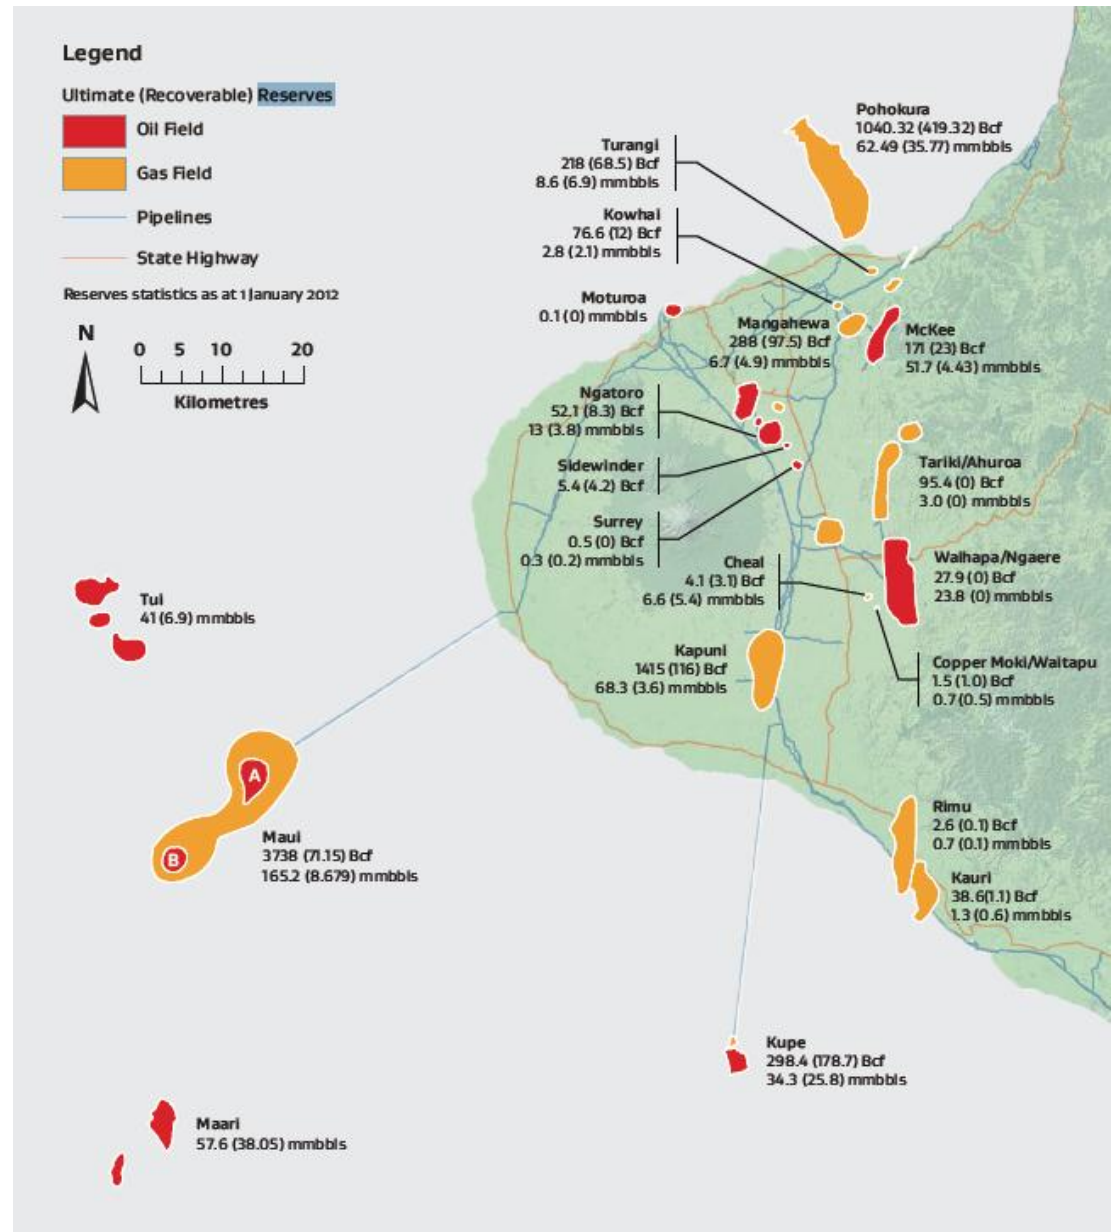 Legend
Ultimate (Recoverable) Reserves
Oil Field
Gas Field
Pipelines
State Highway
Reserves statistics as at 1 January 2012
N
0 5 10 20
Kilometres
Pohokura
1040.32 (419.32) Bcf
62.49 (35.77) mmbbls
Turangi
218 (68.5) Bcf
8.6 (6.9) mmbbls
Kowhai
76.6 (12) Bcf
2.8 (2.1) mmbbls
Moturoa
0.1 (0) mmbbls
Mangahewa
288 (97.5) Bcf
6.7 (4.9) mmbbls
McKee
171 (23) Bcf
51.7 (4.43) mmbbls
Ngatoro
52.1 (8.3) Bcf
13 (3.8) mmbbls
Sidewinder
5.4 (4.2) Bcf
Tariki/Ahuroa
95.4 (0) Bcf
3.0 (0) mmbbls
Surrey
0.5 (0) Bcf
0.3 (0.2) mmbbls
Cheal
4.1 (3.1) Bcf
6.6 (5.4) mmbbls
Waihapa/Ngaere
27.9 (0) Bcf
23.8 (0) mmbbls
Tui
41 (6.9) mmbbls
Kapuni
1415 (116) Bcf
68.3 (3.6) mmbbls
Copper Moki/Waitapu
1.5 (1.0) Bcf
0.7 (0.5) mmbbls
A
B
Maui
3738 (71.15) Bcf
165.2 (8.679) mmbbls
Rimu
2.6 (0.1) Bcf
0.7 (0.1) mmbbls
Kauri
38.6(1.1) Bcf
1.3 (0.6) mmbbls
Kupe
298.4 (178.7) Bcf
34.3 (25.8) mmbbls
Maari
57.6 (38.05) mmbbls